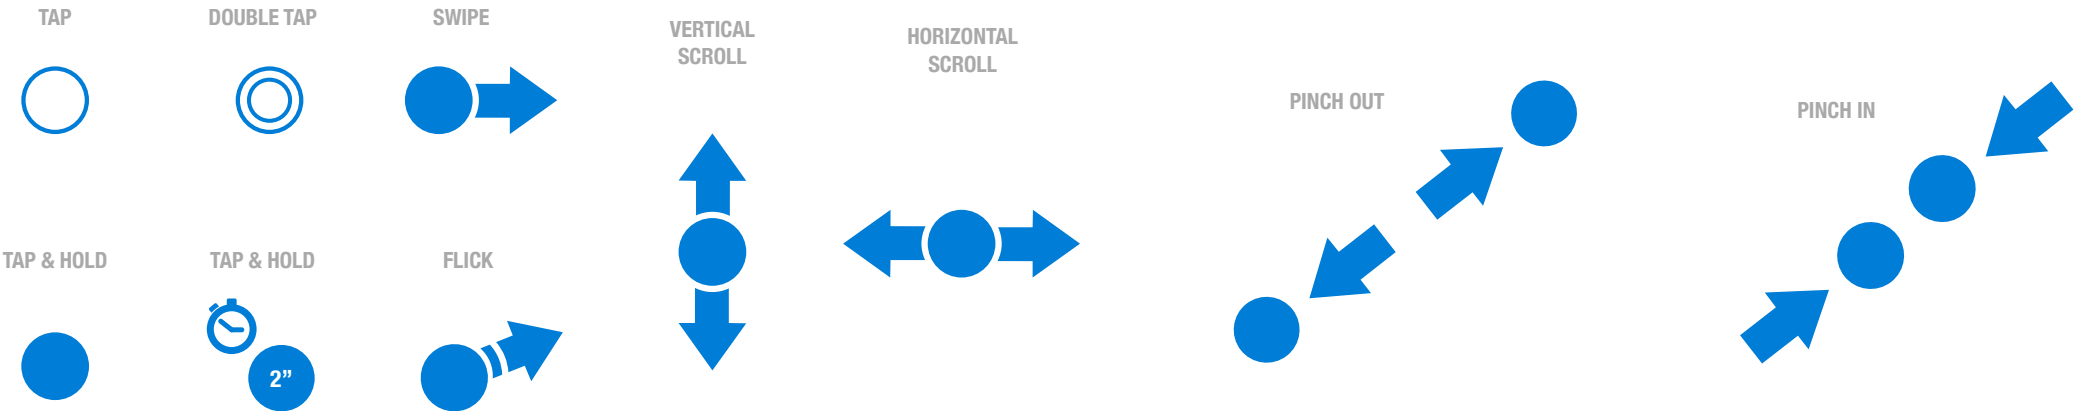 TAP
DOUBLE TAP
SWIPE
VERTICAL
SCROLL
HORIZONTAL
SCROLL
PINCH OUT
PINCH IN
TAP & HOLD
TAP & HOLD
FLICK
2”